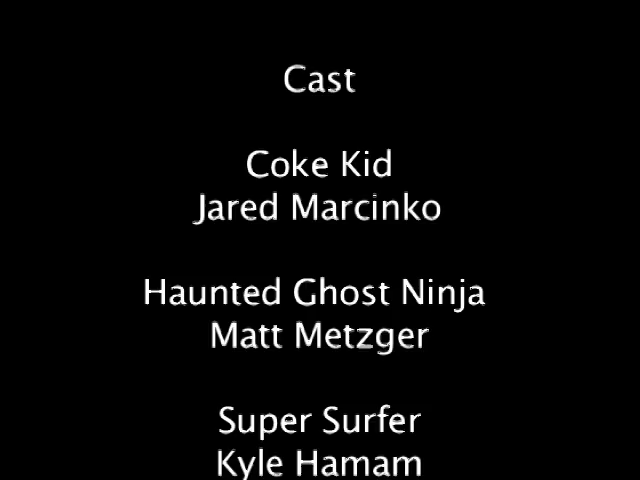 Cast
Coke Kid
Jared Marcinko
Haunted Ghost Ninja
Matt Metzger
Super Surfer
Kyle Hamam